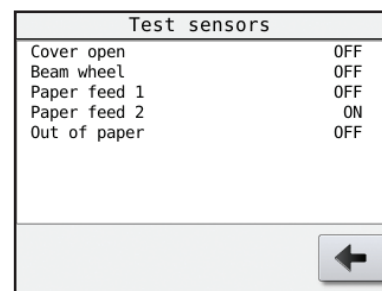 Test sensors
Cover open OFF
Beam wheel OFF
Paper feed 1 OFF
Paper feed 2 ON
Out of paper OFF